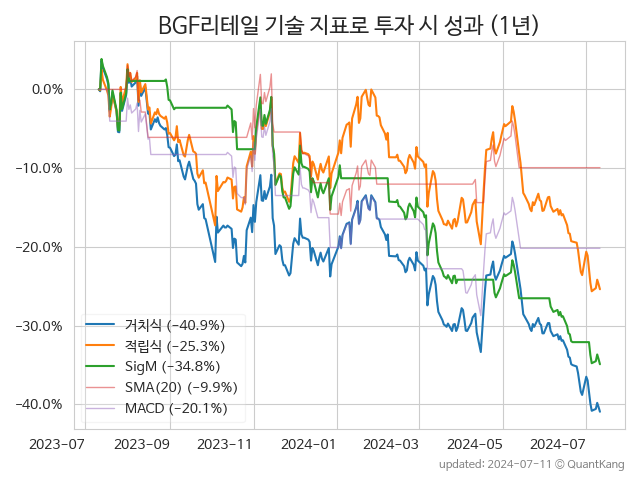 BGF리테일 기술 지표로 투자 시 성과 (1년)
0.0%
−10.0%
−20.0%
−30.0%
−40.0%
거치식 (−40.9%)
적립식 (−25.3%)
SigM (−34.8%)
SMA(20) (−9.9%)
MACD (−20.1%)
2023-07
2023-09
2023-11
2024-01
2024-03
2024-05
2024-07
updated: 2024-07-11 © QuantKang